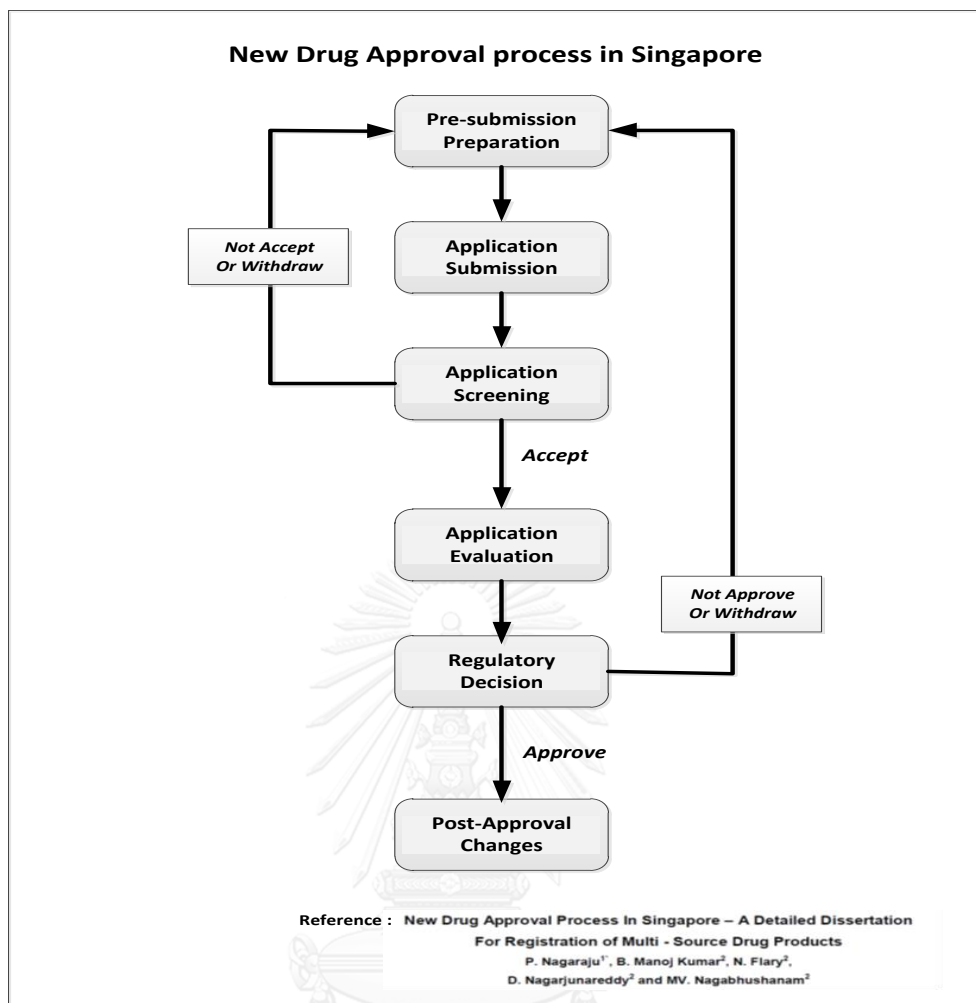 New Drug Approval process in Singapore
Pre-submission
Preparation
Not Accept
Or Withdraw
Application
Submission
Application
Screening
Accept
Application
Evaluation
Not Approve
Or Withdraw
Regulatory
Decision
Approve
Post-Approval
Changes
Reference : New Drug Approval Process In Singapore – A Detailed Dissertation
For Registration of Multi - Source Drug Products
P. Nagaraju1*, B. Manoj Kumar2, N. Flary2,
D. Nagarjunareddy2 and MV. Nagabhushanam2